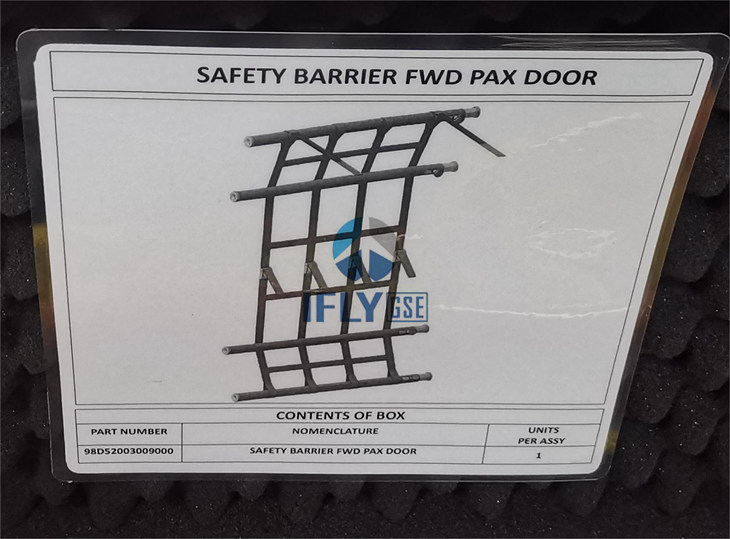 SAFETY BARRIER FWD PAX DOOR
IFLY GSE
CONTENTS OF BOX
PART NUMBER NOMENCLATURE UNITS PER ASSY
98D52003009000 SAFETY BARRIER FWD PAX DOOR 1